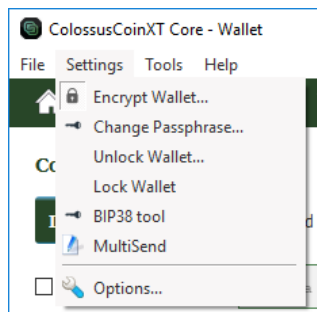 ColossusCoinXT Core - Wallet
File Settings Tools Help
Encrypt Wallet...
Change Passphrase...
Unlock Wallet...
Lock Wallet
BIP38 tool
MultiSend
Options...